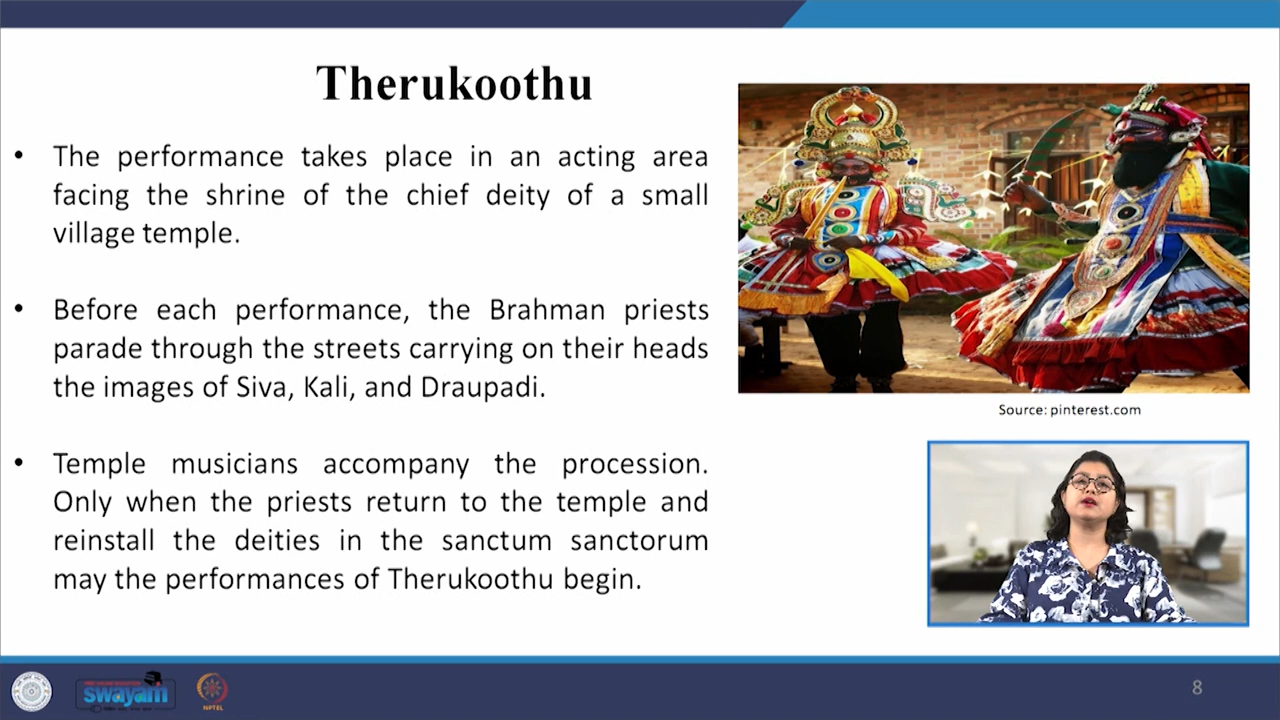 Therukoothu
• The performance takes place in an acting area
facing the shrine of the chief deity of a small
village temple.
• Before each performance, the Brahman priests
parade through the streets carrying on their heads
the images of Siva, Kali, and Draupadi.
• Temple musicians accompany the procession.
Only when the priests return to the temple and
reinstall the deities in the sanctum sanctorum
may the performances of Therukoothu begin.
Source: pinterest.com
swayam
NPTEL
8